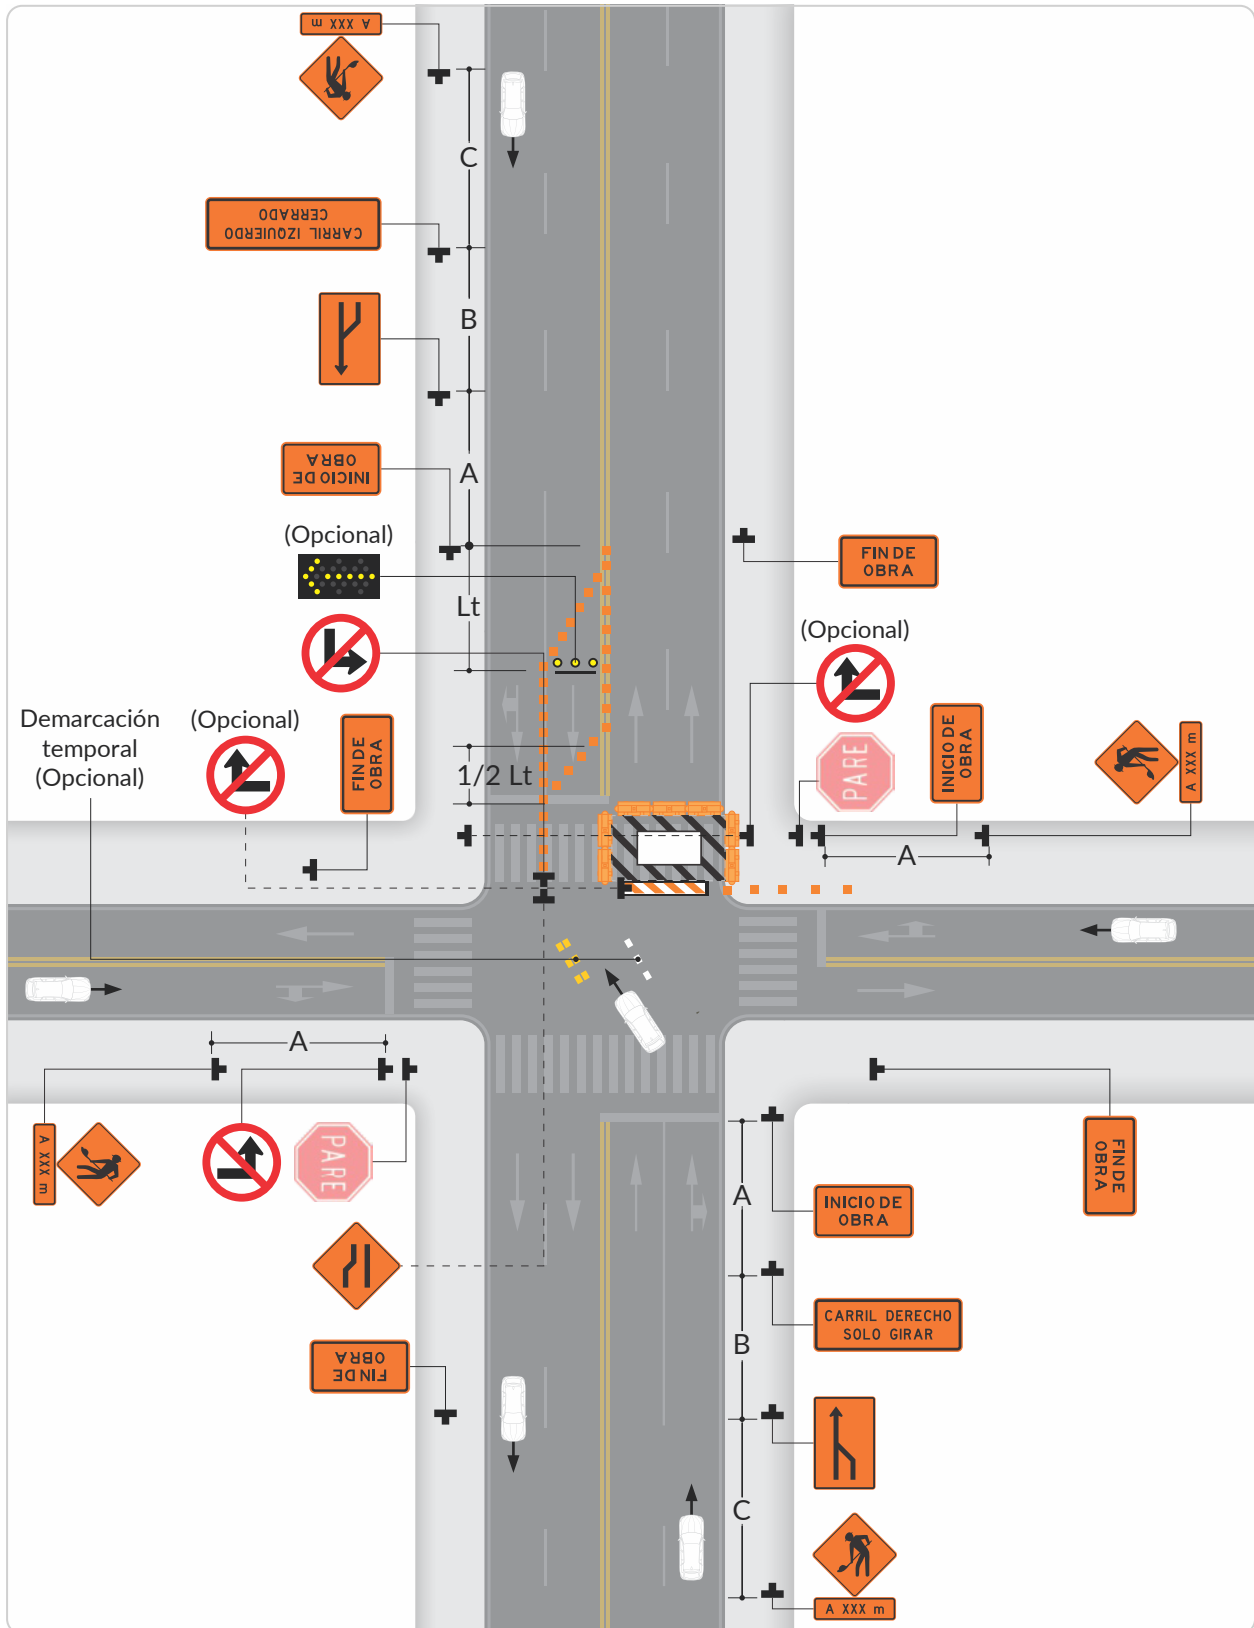 A XXX m
C
CARRIL IZQUIERDO
CERRADO
B
A
INICIO DE
OBRA
(Opcional)
Lt
FIN DE
OBRA
(Opcional)
Demarcación
temporal
(Opcional)
(Opcional)
FIN DE
OBRA
1/2 Lt
PARE
INICIO DE
OBRA
A XXX m
A
A
A XXX m
PARE
FIN DE
OBRA
A
INICIO DE
OBRA
CARRIL DERECHO
SOLO GIRAR
B
FIN DE
OBRA
C
A XXX m